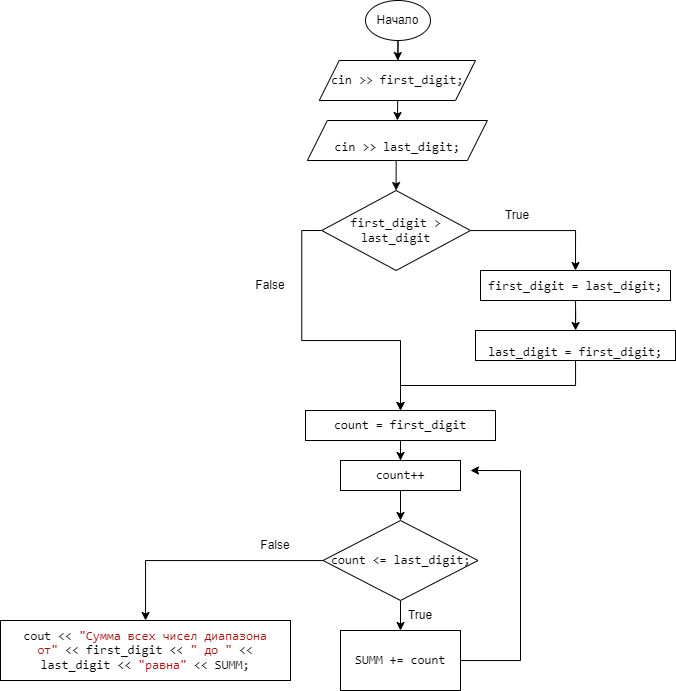 Начало
cin >> first_digit;
cin >> last_digit;
first_digit >
last_digit
True
False
first_digit = last_digit;
last_digit = first_digit;
count = first_digit
count++
count <= last_digit;
False
True
cout << "Сумма всех чисел диапазона
от" << first_digit << " до " <<
last_digit << "равна" << SUMM;
SUMM += count